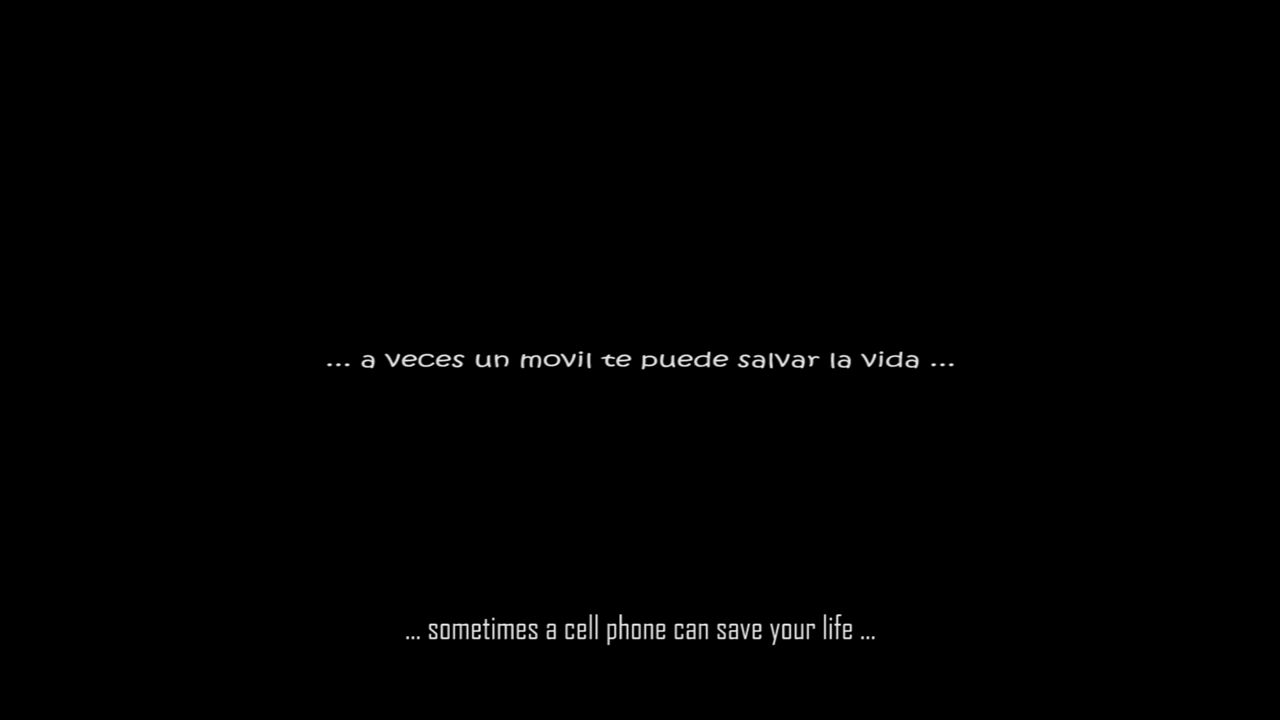 ... a veces un movil te puede salvar la vida ...
... sometimes a cell phone can save your life ...